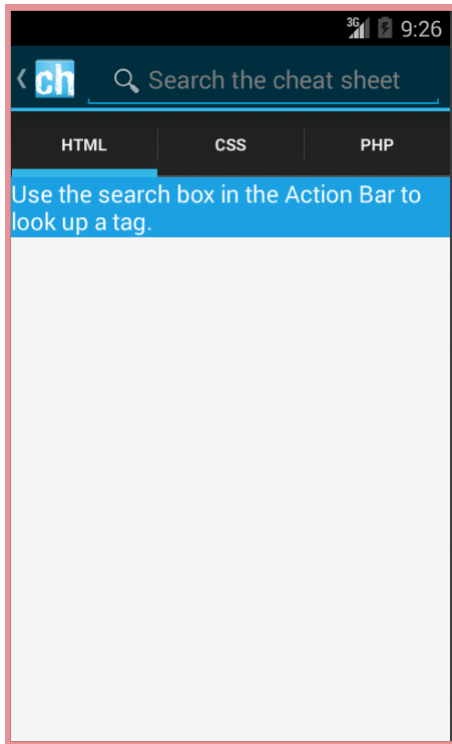 3G 9:26
ch Search the cheat sheet
HTML CSS PHP
Use the search box in the Action Bar to
look up a tag.